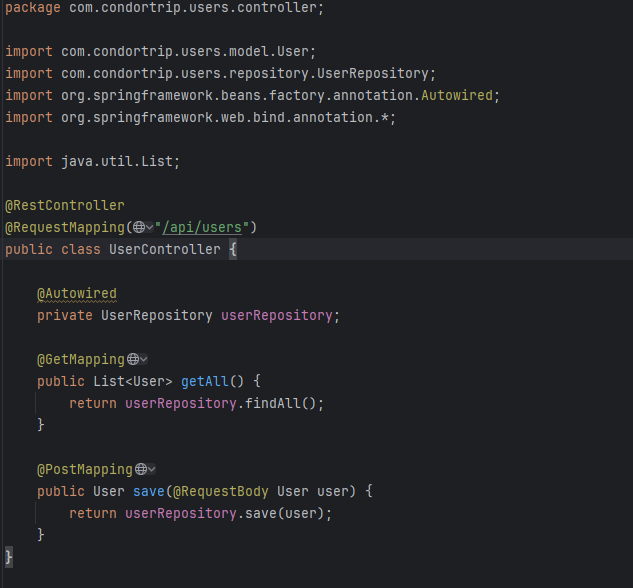 package com.condortrip.users.controller;
import com.condortrip.users.model.User;
import com.condortrip.users.repository.UserRepository;
import org.springframework.beans.factory.annotation.Autowired;
import org.springframework.web.bind.annotation.*;
import java.util.List;
@RestController
@RequestMapping("/api/users")
public class UserController {
@Autowired
private UserRepository userRepository;
@GetMapping
public List<User> getAll() {
return userRepository.findAll();
}
@PostMapping
public User save(@RequestBody User user) {
return userRepository.save(user);
}
}